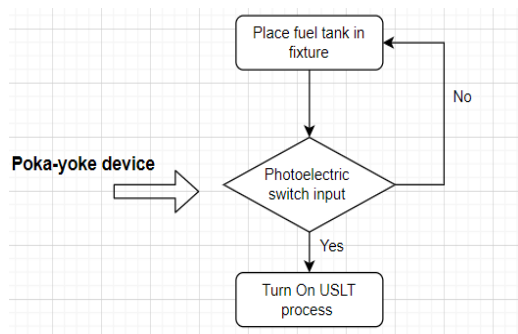 Place fuel tank in
fixture
No
Poka-yoke device
Photoelectric
switch input
Yes
Turn On USLT
process